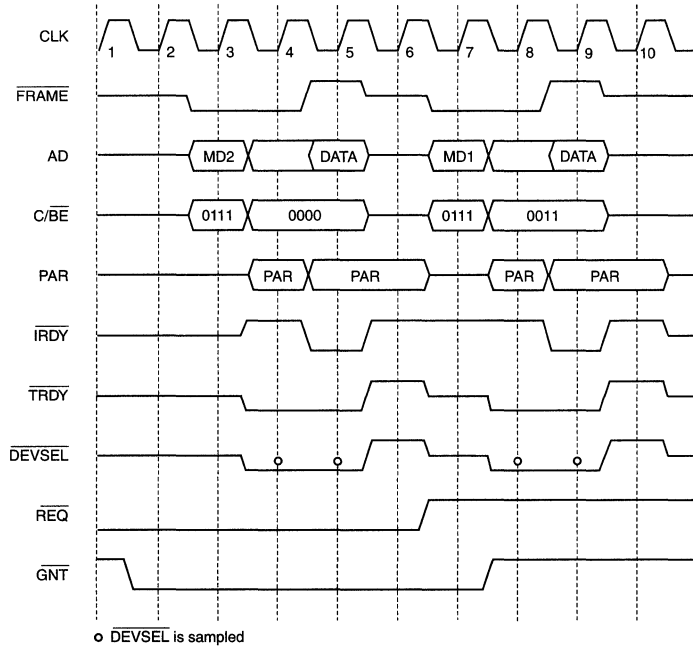 CLK 1 2 3 4 5 6 7 8 9 10
FRAME
AD MD2 DATA MD1 DATA
C/BE 0111 0000 0111 0011
PAR PAR PAR PAR PAR
IRDY
TRDY
DEVSEL
REQ
GNT
DEVSEL is sampled